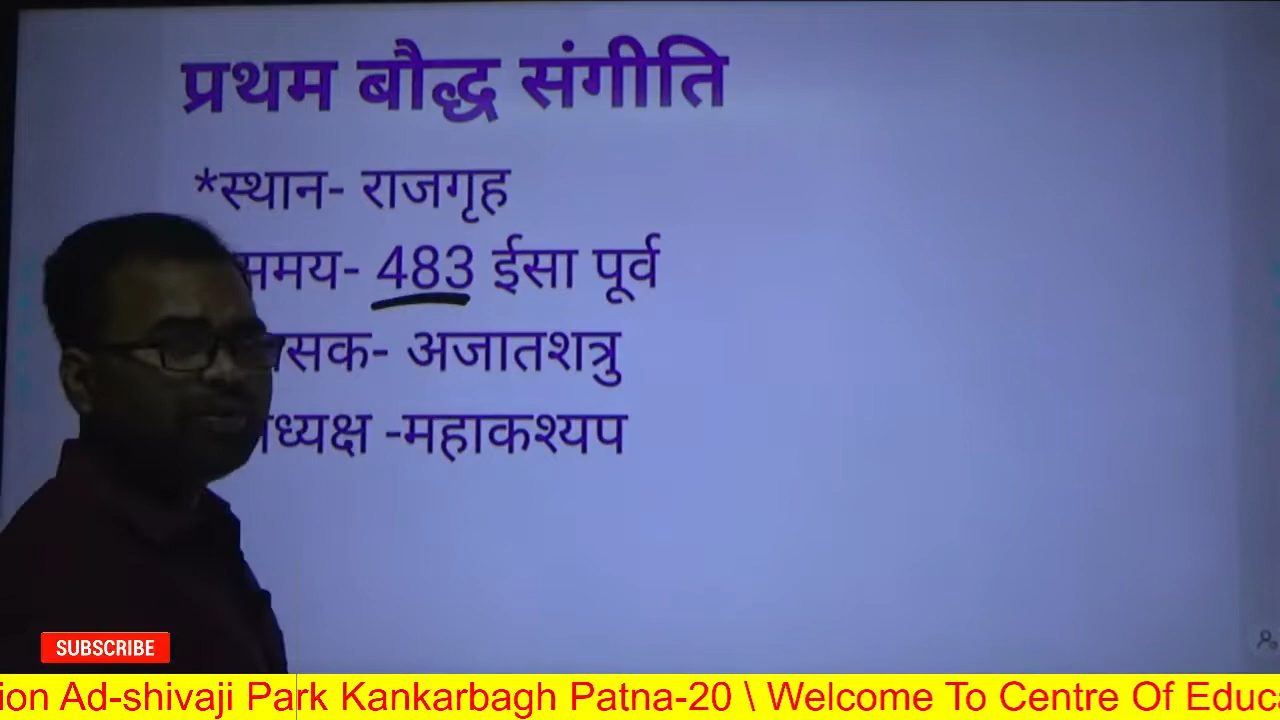 प्रथम बौद्ध संगीति
*स्थान- राजगृह
समय- 483 ईसा पूर्व
- अजातशत्रु
-महाकश्यप
SUBSCRIBE
Ad-shivaji Park Kankarbagh Patna-20 \ Welcome To Centre Of